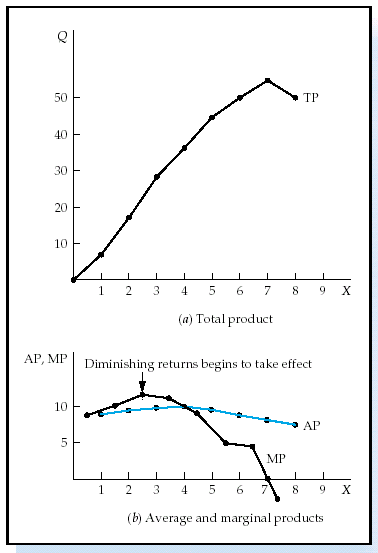 Q
50
40
30
20
10
TP
1 2 3 4 5 6 7 8 9 X
(a) Total product
AP, MP
Diminishing returns begins to take effect
10
5
AP
MP
1 2 3 4 5 6 7 8 9 X
(b) Average and marginal products